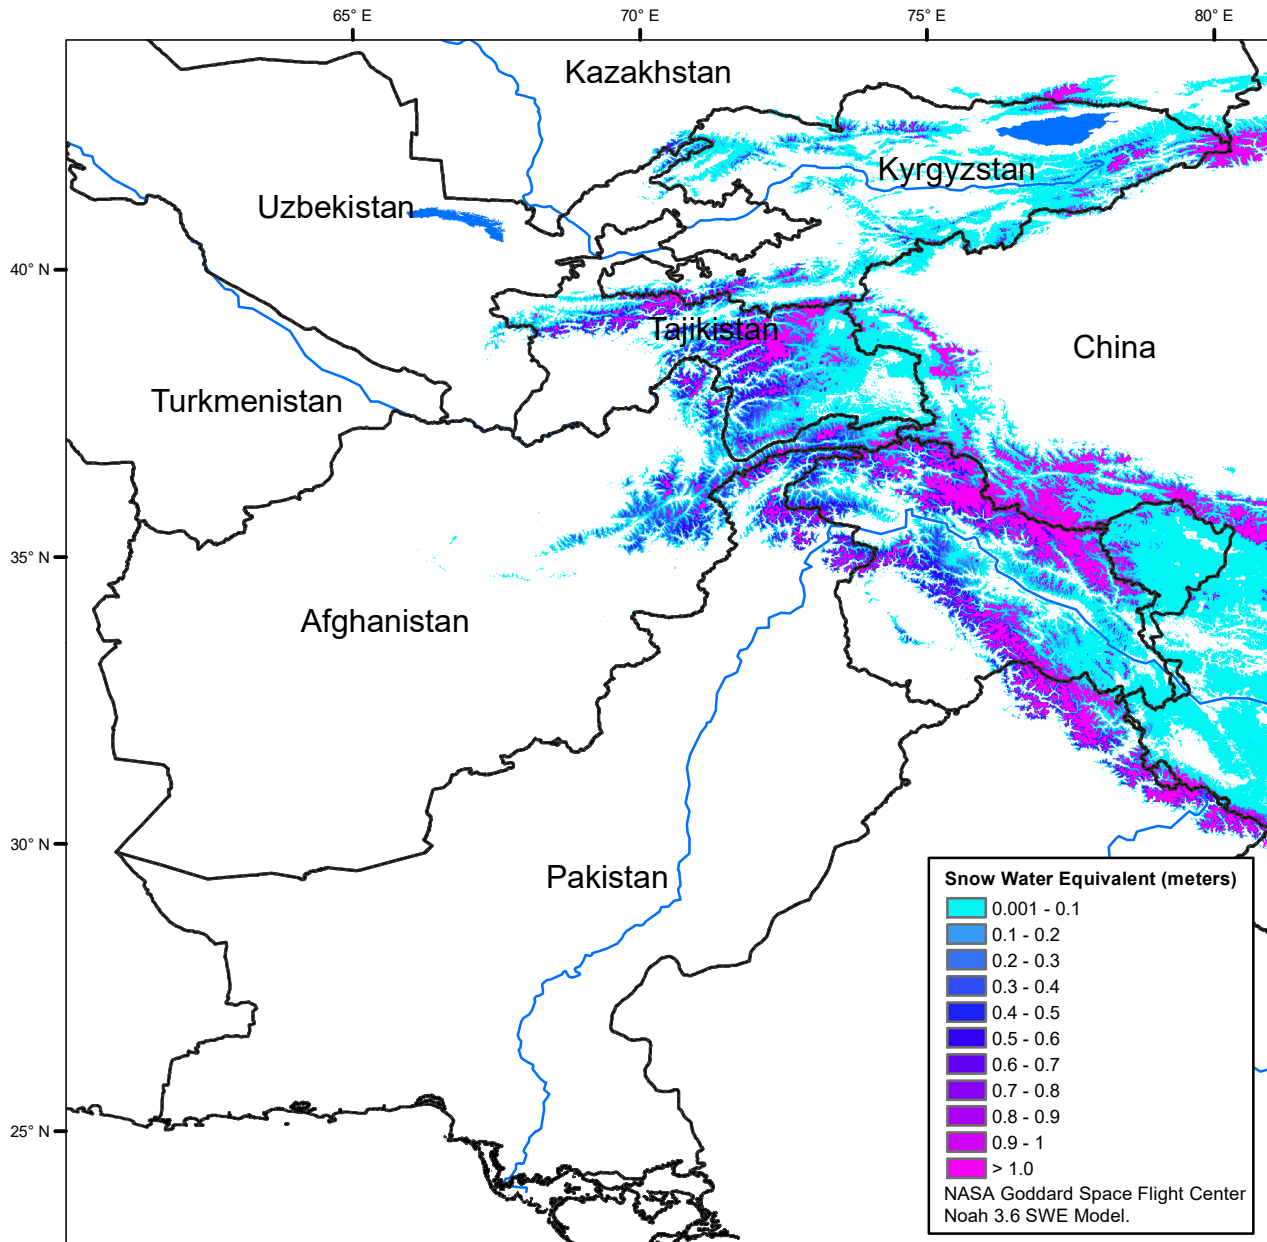 65° E
70° E
75° E
80° E
Kazakhstan
Kyrgyzstan
Uzbekistan
40° N
Tajikistan
China
Turkmenistan
35° N
Afghanistan
30° N
Pakistan
25° N
Snow Water Equivalent (meters)
0.001 - 0.1
0.1 - 0.2
0.2 - 0.3
0.3 - 0.4
0.4 - 0.5
0.5 - 0.6
0.6 - 0.7
0.7 - 0.8
0.8 - 0.9
0.9 - 1
> 1.0
NASA Goddard Space Flight Center
Noah 3.6 SWE Model.